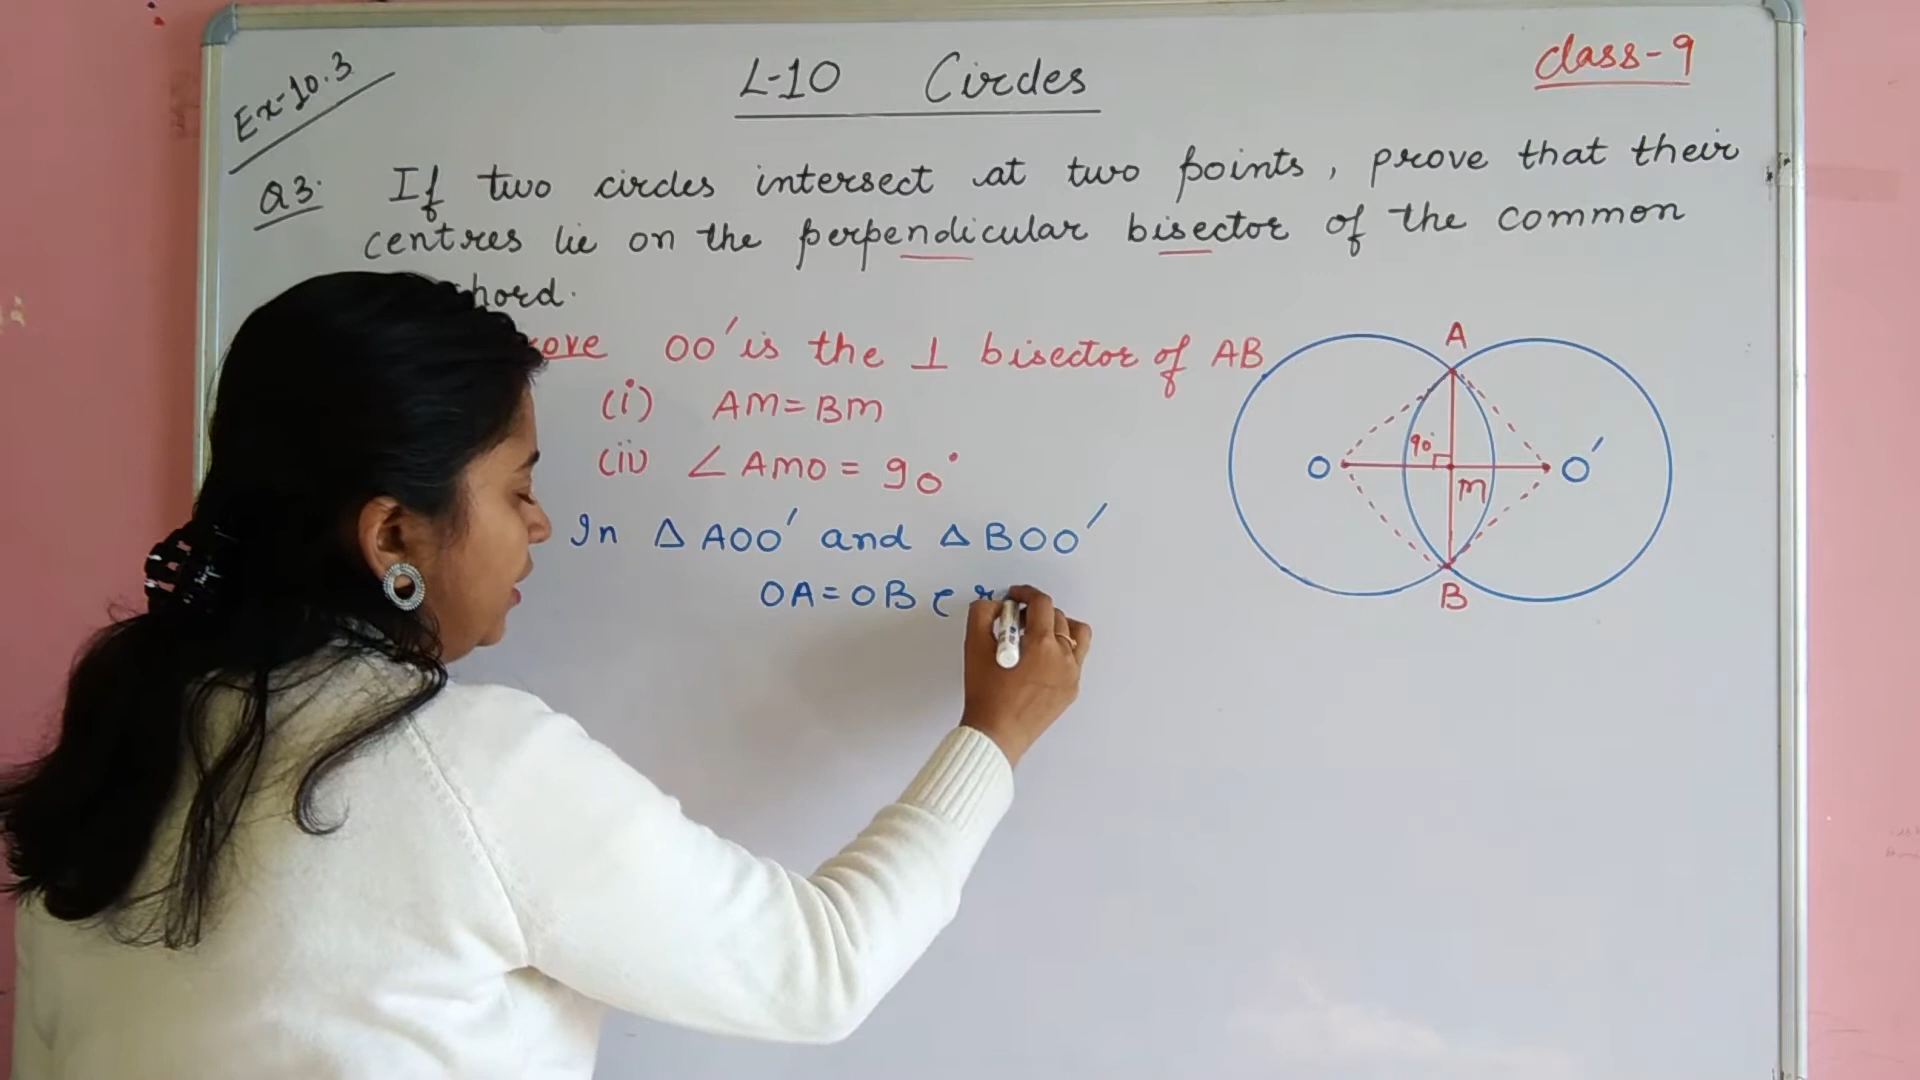 Ex-10.3
L-10 Circles
class-9
Q3. If two circles intersect at two points, prove that their
centres lie on the perpendicular bisector of the common
hord.
ove OO' is the ⊥ bisector of AB
(i) AM=BM
(ii) ∠AMO = 90°
In △AOO' and △BOO'
OA=OB (r
A
90°
O
M
O'
B